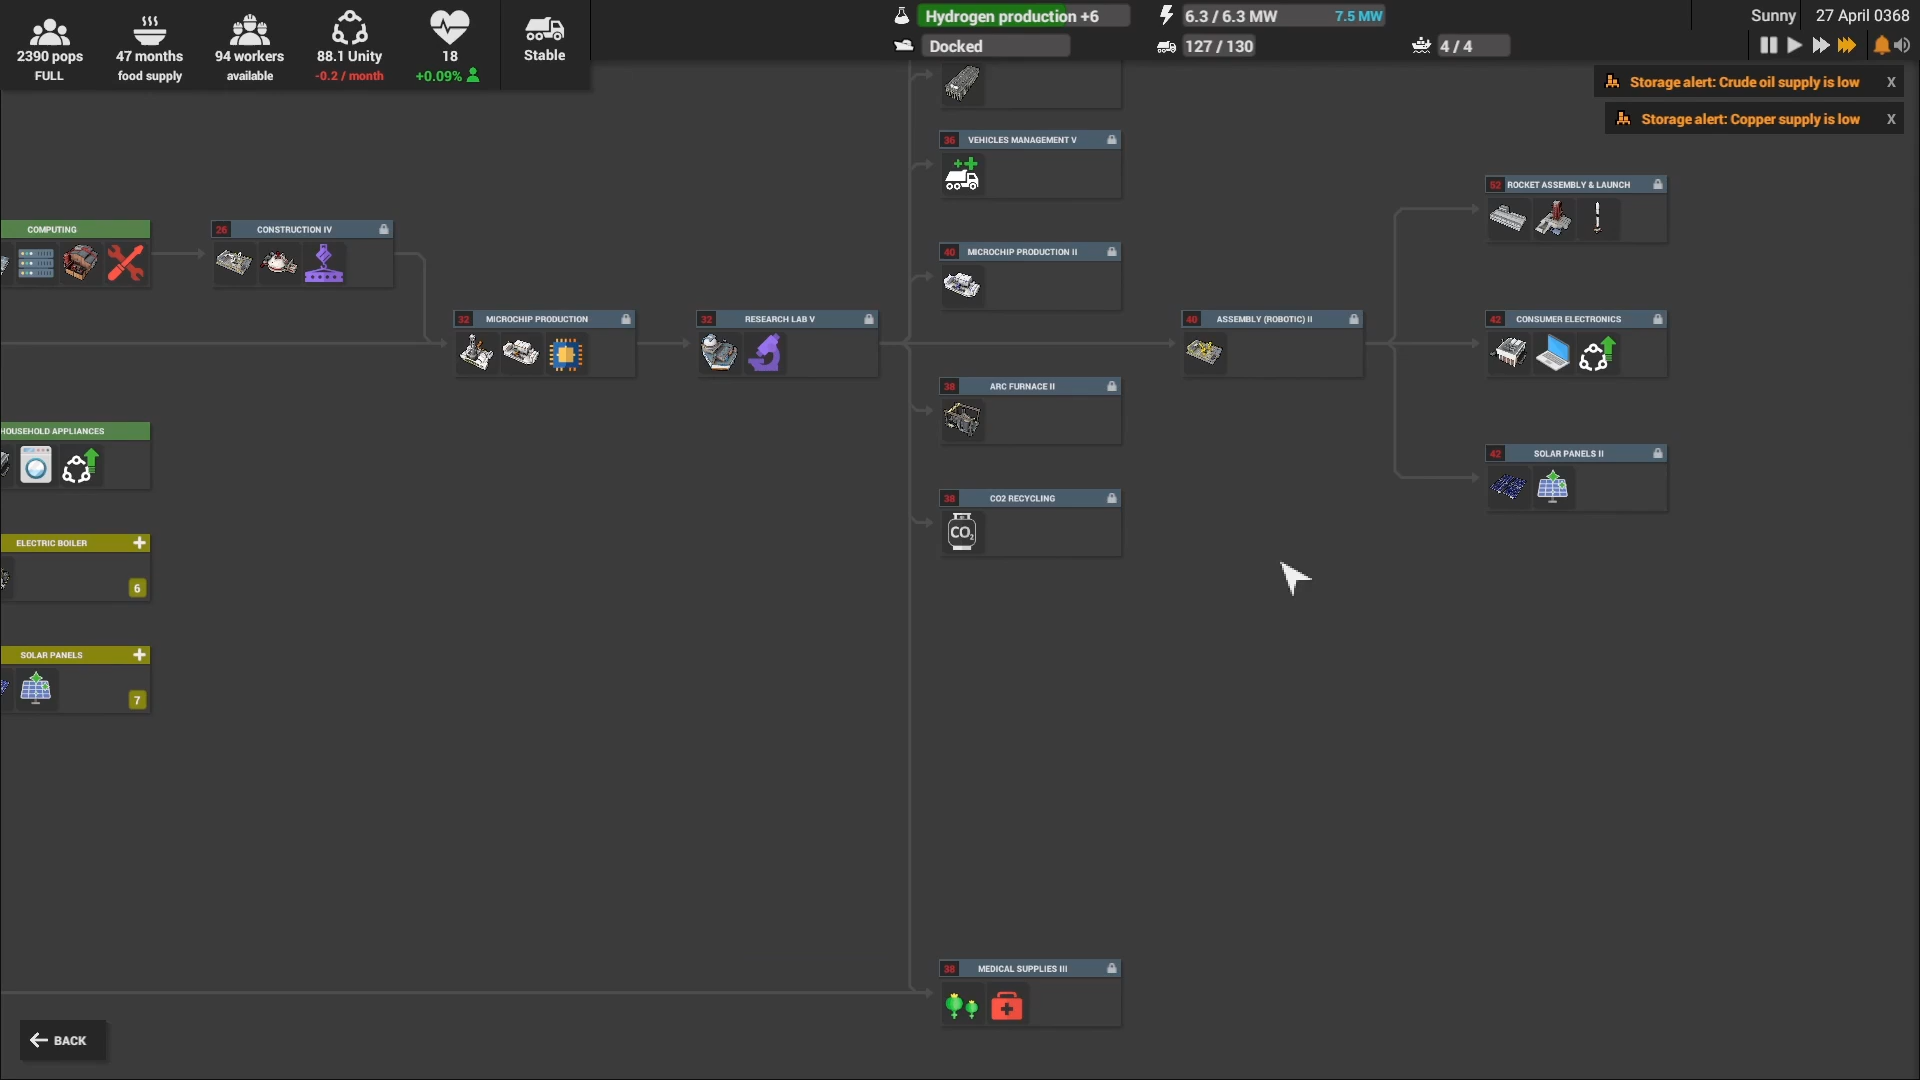 2390 pops
FULL
47 months
food supply
94 workers
available
88.1 Unity
-0.2 / month
18
+0.09%
Stable
Hydrogen production +6
Docked
6.3 / 6.3 MW
7.5 MW
127 / 130
4 / 4
Sunny
27 April 0368
Storage alert: Crude oil supply is low
X
Storage alert: Copper supply is low
X
36 VEHICLES MANAGEMENT V
52 ROCKET ASSEMBLY & LAUNCH
COMPUTING
26 CONSTRUCTION IV
40 MICROCHIP PRODUCTION II
32 MICROCHIP PRODUCTION
32 RESEARCH LAB V
40 ASSEMBLY (ROBOTIC) II
42 CONSUMER ELECTRONICS
38 ARC FURNACE II
HOUSEHOLD APPLIANCES
42 SOLAR PANELS II
38 CO2 RECYCLING
CO2
ELECTRIC BOILER +
6
SOLAR PANELS +
7
38 MEDICAL SUPPLIES III
BACK